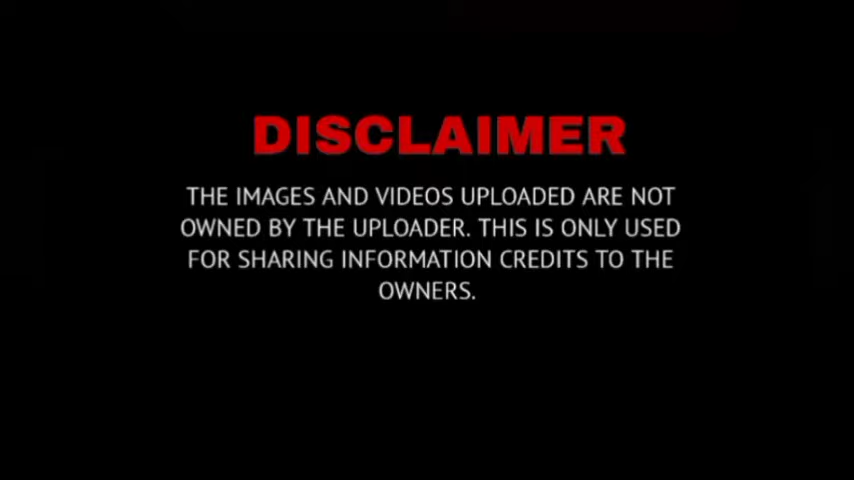 DISCLAIMER
THE IMAGES AND VIDEOS UPLOADED ARE NOT
OWNED BY THE UPLOADER. THIS IS ONLY USED
FOR SHARING INFORMATION CREDITS TO THE
OWNERS.